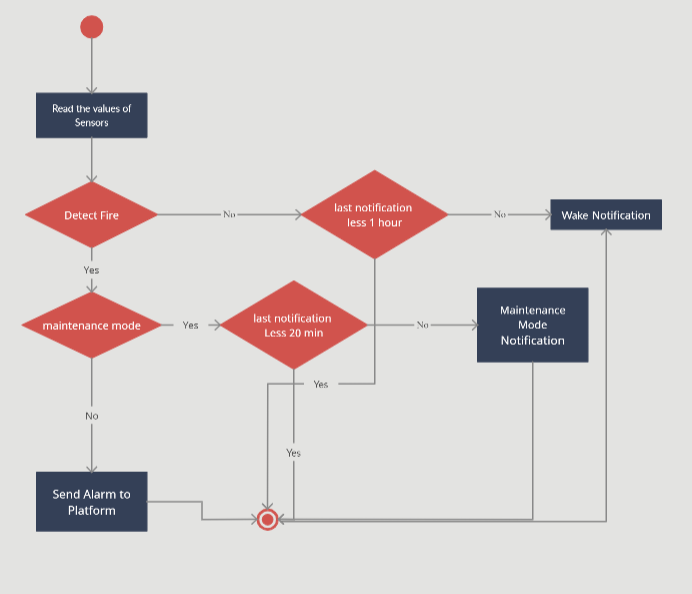 Read the values of
Sensors
Detect Fire
No
last notification
less 1 hour
No
Wake Notification
Yes
maintenance mode
Yes
last notification
Less 20 min
No
Maintenance
Mode
Notification
Yes
No
Yes
Send Alarm to
Platform